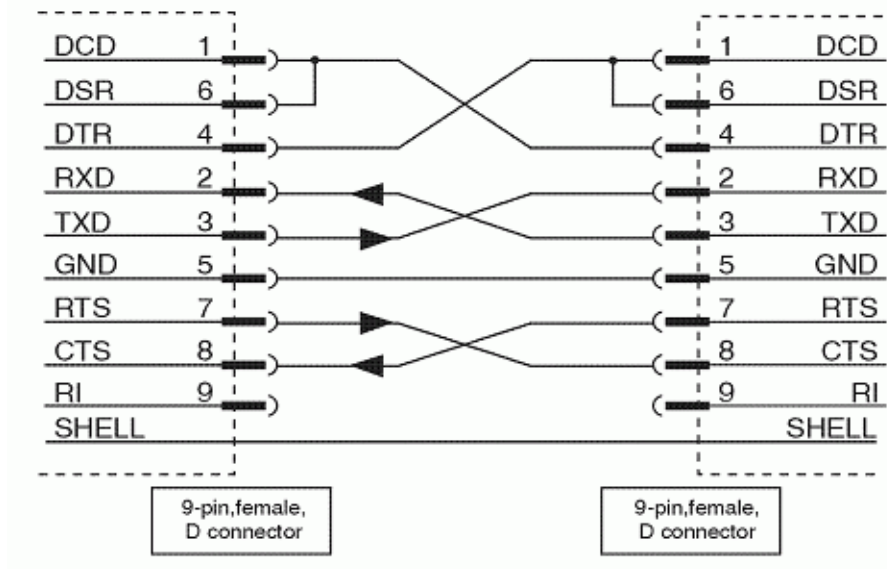 DCD 1 1 DCD
DSR 6 6 DSR
DTR 4 4 DTR
RXD 2 2 RXD
TXD 3 3 TXD
GND 5 5 GND
RTS 7 7 RTS
CTS 8 8 CTS
RI 9 9 RI
SHELL SHELL
9-pin,female, 9-pin,female,
D connector D connector